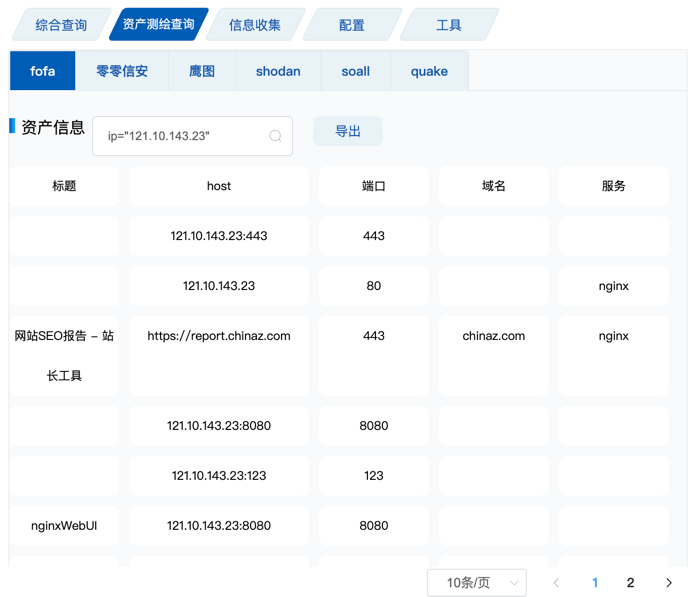 综合查询 资产测绘查询 信息收集 配置 工具
fofa 零零信安 鹰图 shodan soall quake
资产信息 ip="121.10.143.23" 导出
标题 host 端口 域名 服务
121.10.143.23:443 443
121.10.143.23 80 nginx
网站SEO报告 - 站 https://report.chinaz.com 443 chinaz.com nginx
长工具
121.10.143.23:8080 8080
121.10.143.23:123 123
nginxWebUI 121.10.143.23:8080 8080
10条/页 1 2